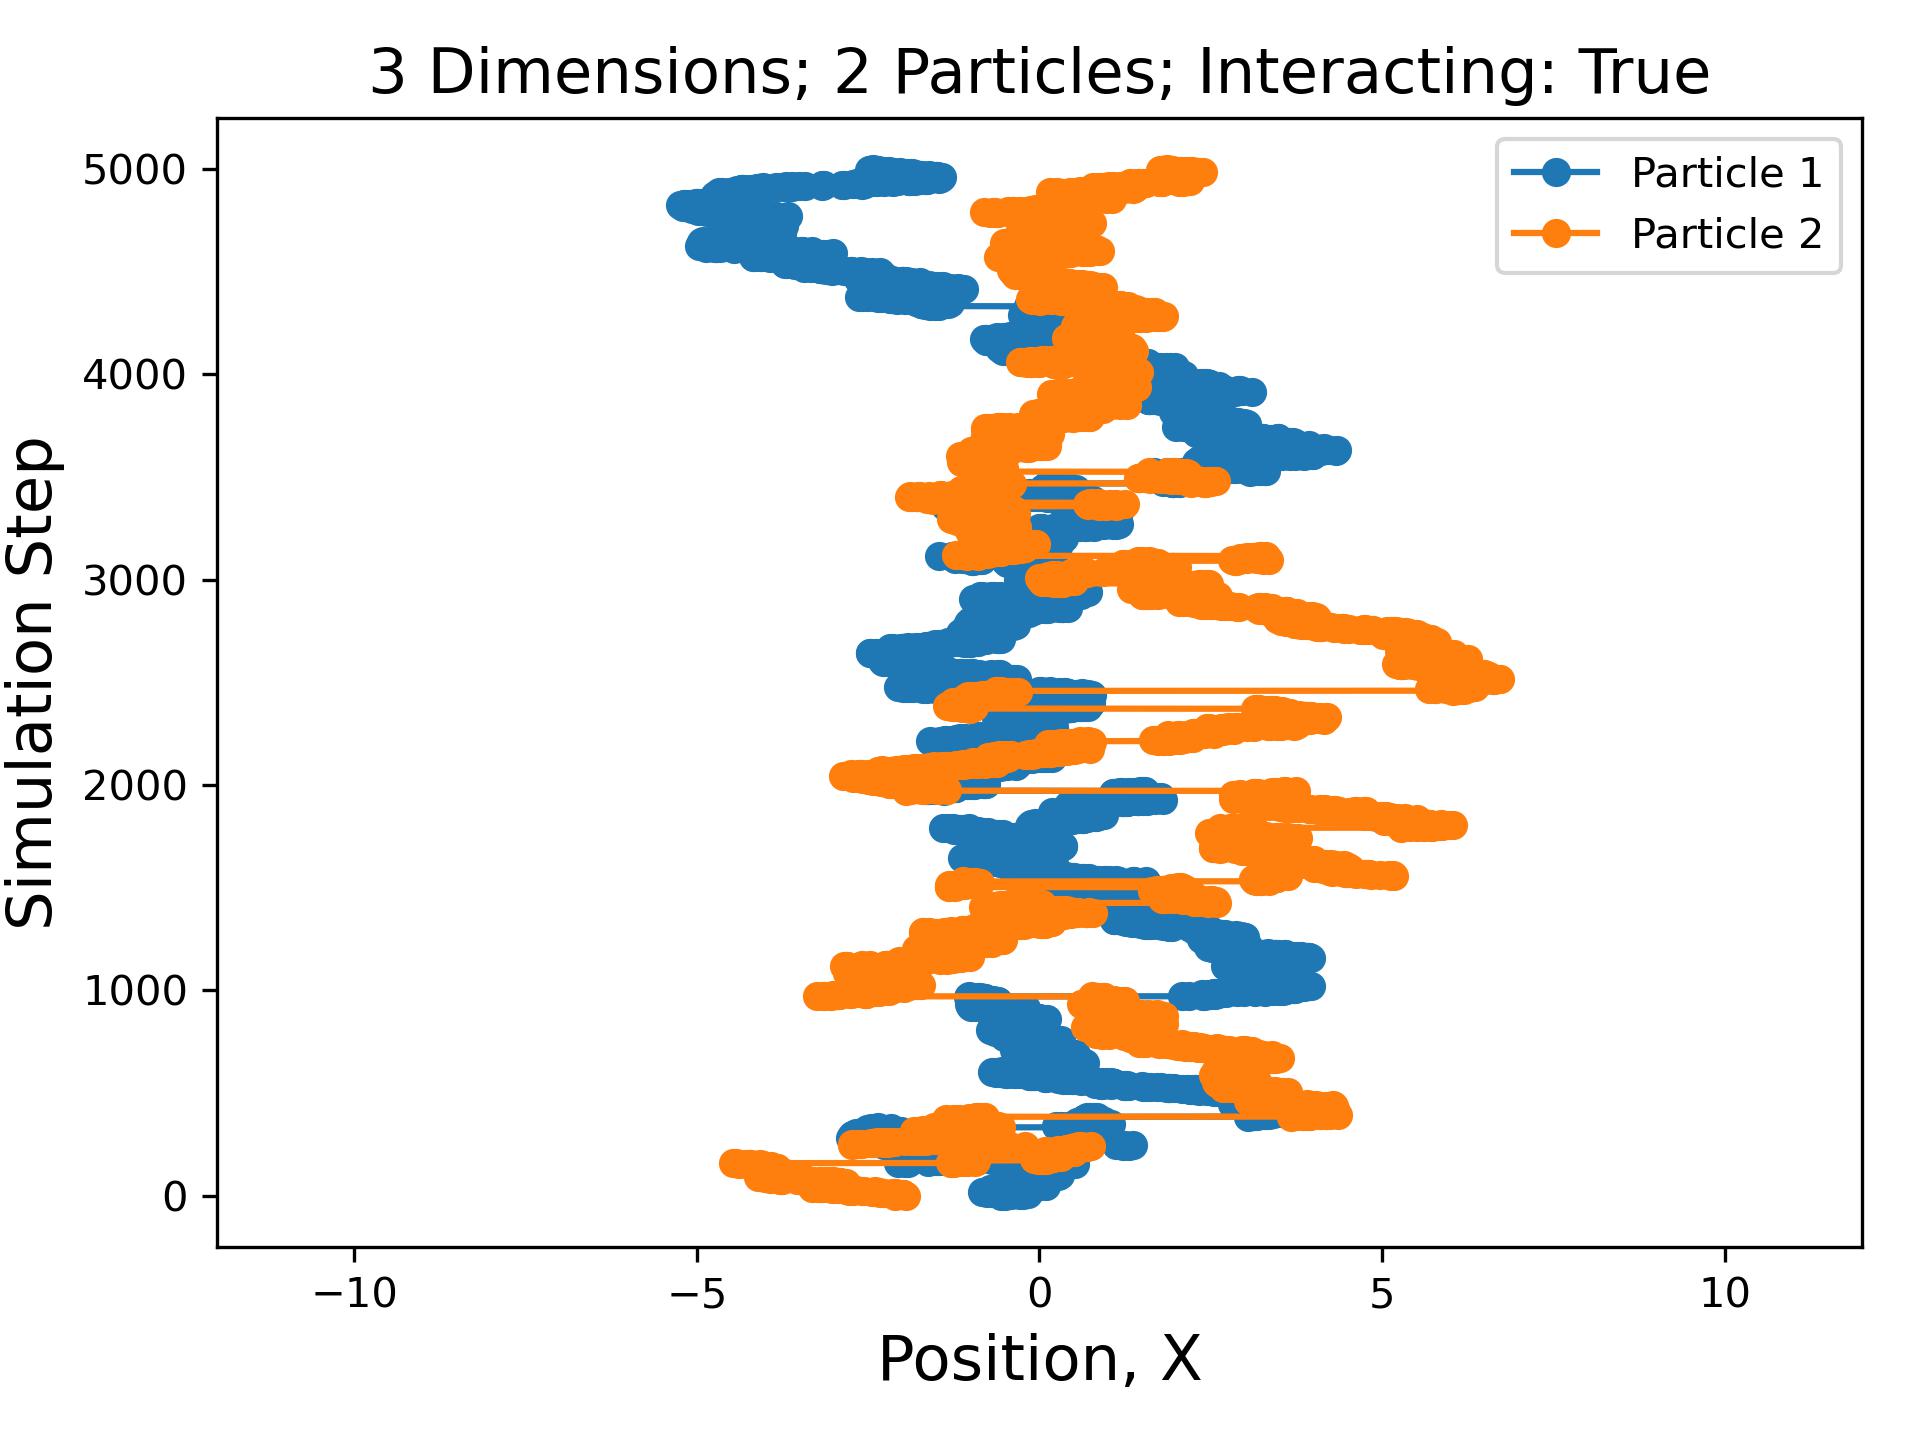 3 Dimensions; 2 Particles; Interacting: True
Particle 1
Particle 2
5000
4000
3000
2000
1000
0
Simulation Step
−10
−5
0
5
10
Position, X